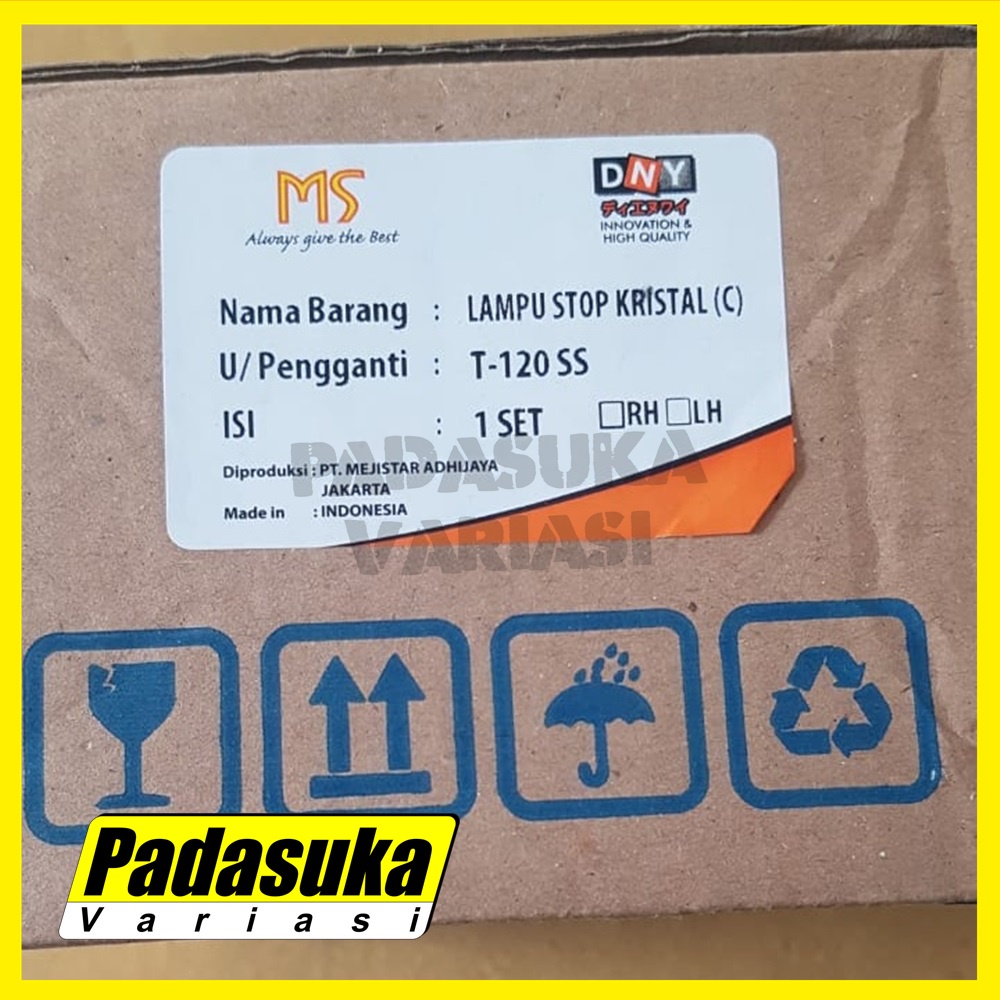 MS
Always give the Best
DNY
ディエヌワイ
INNOVATION &
HIGH QUALITY
Nama Barang : LAMPU STOP KRISTAL (C)
U/ Pengganti : T-120 SS
ISI : 1 SET RH LH
Diproduksi : PT. MEJISTAR ADHIJAYA
JAKARTA
Made in : INDONESIA
PADASUKA
VARIASI
Padasuka
Variasi